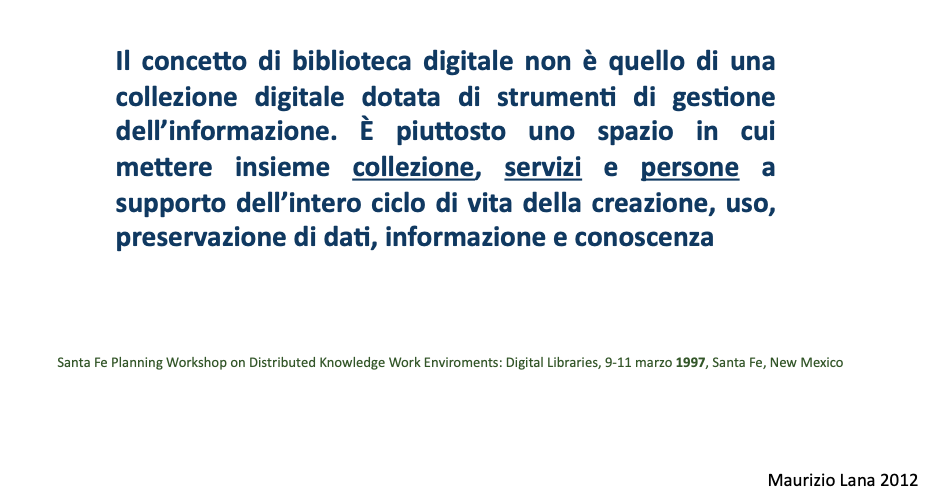 Il concetto di biblioteca digitale non è quello di una
collezione digitale dotata di strumenti di gestione
dell’informazione. È piuttosto uno spazio in cui
mettere insieme collezione, servizi e persone a
supporto dell’intero ciclo di vita della creazione, uso,
preservazione di dati, informazione e conoscenza
Santa Fe Planning Workshop on Distributed Knowledge Work Enviroments: Digital Libraries, 9-11 marzo 1997, Santa Fe, New Mexico
Maurizio Lana 2012